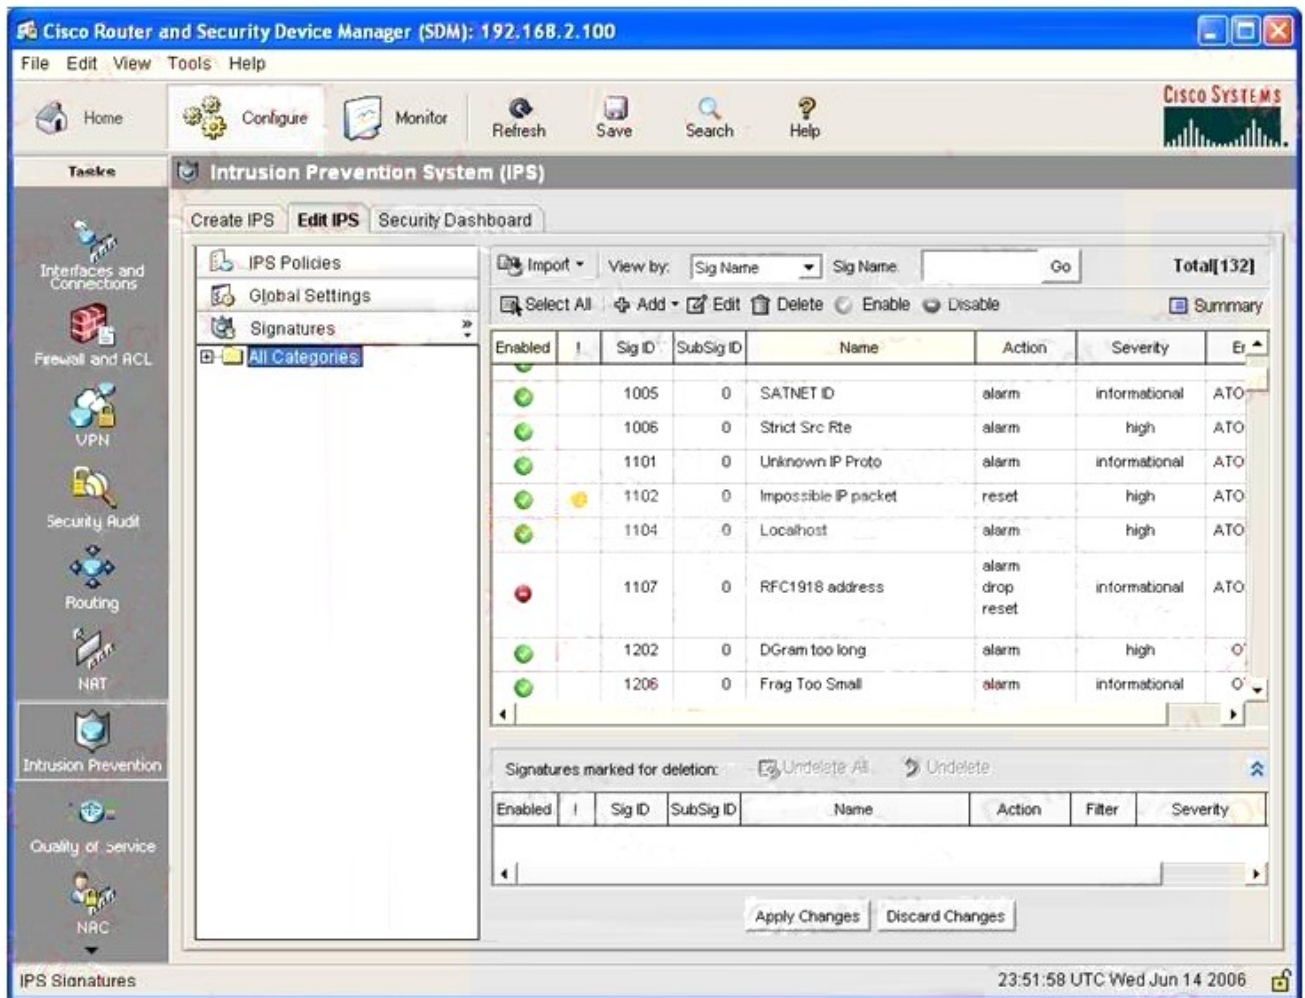 Cisco Router and Security Device Manager (SDM): 192.168.2.100
File Edit View Tools Help
Home Configure Monitor Refresh Save Search Help
CISCO SYSTEMS
Tasks
Intrusion Prevention System (IPS)
Interfaces and
Connections
Firewall and ACL
VPN
Security Audit
Routing
NAT
Intrusion Prevention
Quality of Service
NAC
Create IPS Edit IPS Security Dashboard
IPS Policies
Global Settings
Signatures
All Categories
Import View by: Sig Name Sig Name: Go Total[132]
Select All Add Edit Delete Enable Disable Summary
Enabled ! Sig ID SubSig ID Name Action Severity
1005 0 SATNET ID alarm informational ATO
1006 0 Strict Src Rte alarm high ATO
1101 0 Unknown IP Proto alarm informational ATO
1102 0 Impossible IP packet reset high ATO
1104 0 Localhost alarm high ATO
1107 0 RFC1918 address alarm drop reset informational ATO
1202 0 DGram too long alarm high
1206 0 Frag Too Small alarm informational
Signatures marked for deletion: Undelete All Undelete
Enabled ! Sig ID SubSig ID Name Action Filter Severity
Apply Changes Discard Changes
IPS Signatures 23:51:58 UTC Wed Jun 14 2006